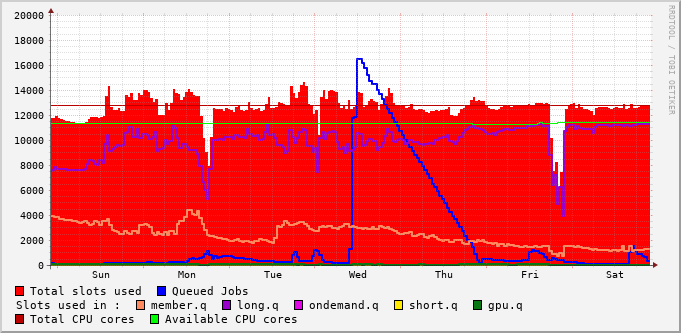 20000
18000
16000
14000
12000
10000
8000
6000
4000
2000
0
Sun Mon Tue Wed Thu Fri Sat
RRDTOOL / TOBI OETIKER
Total slots used Queued Jobs
Slots used in : member.q long.q ondemand.q short.q gpu.q
Total CPU cores Available CPU cores